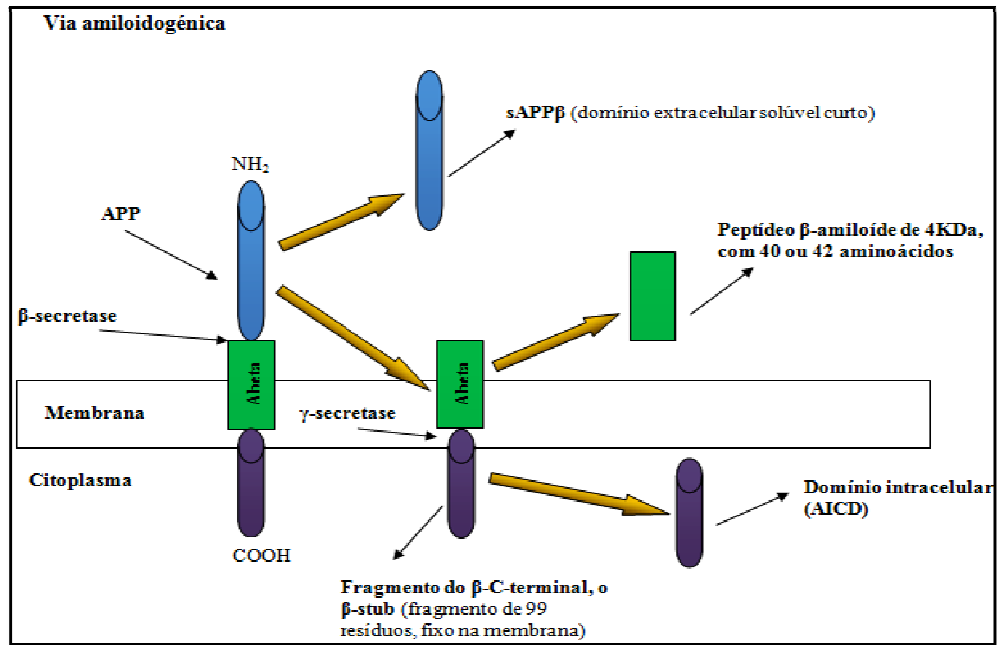 Via amiloidogénica
sAPPβ (domínio extracelular solúvel curto)
NH2
APP
Peptídeo β-amiloíde de 4KDa,
com 40 ou 42 aminoácidos
β-secretase
Abeta
Abeta
Membrana
γ-secretase
Citoplasma
Domínio intracelular
(AICD)
COOH
Fragmento do β-C-terminal, o
β-stub (fragmento de 99
resíduos, fixo na membrana)